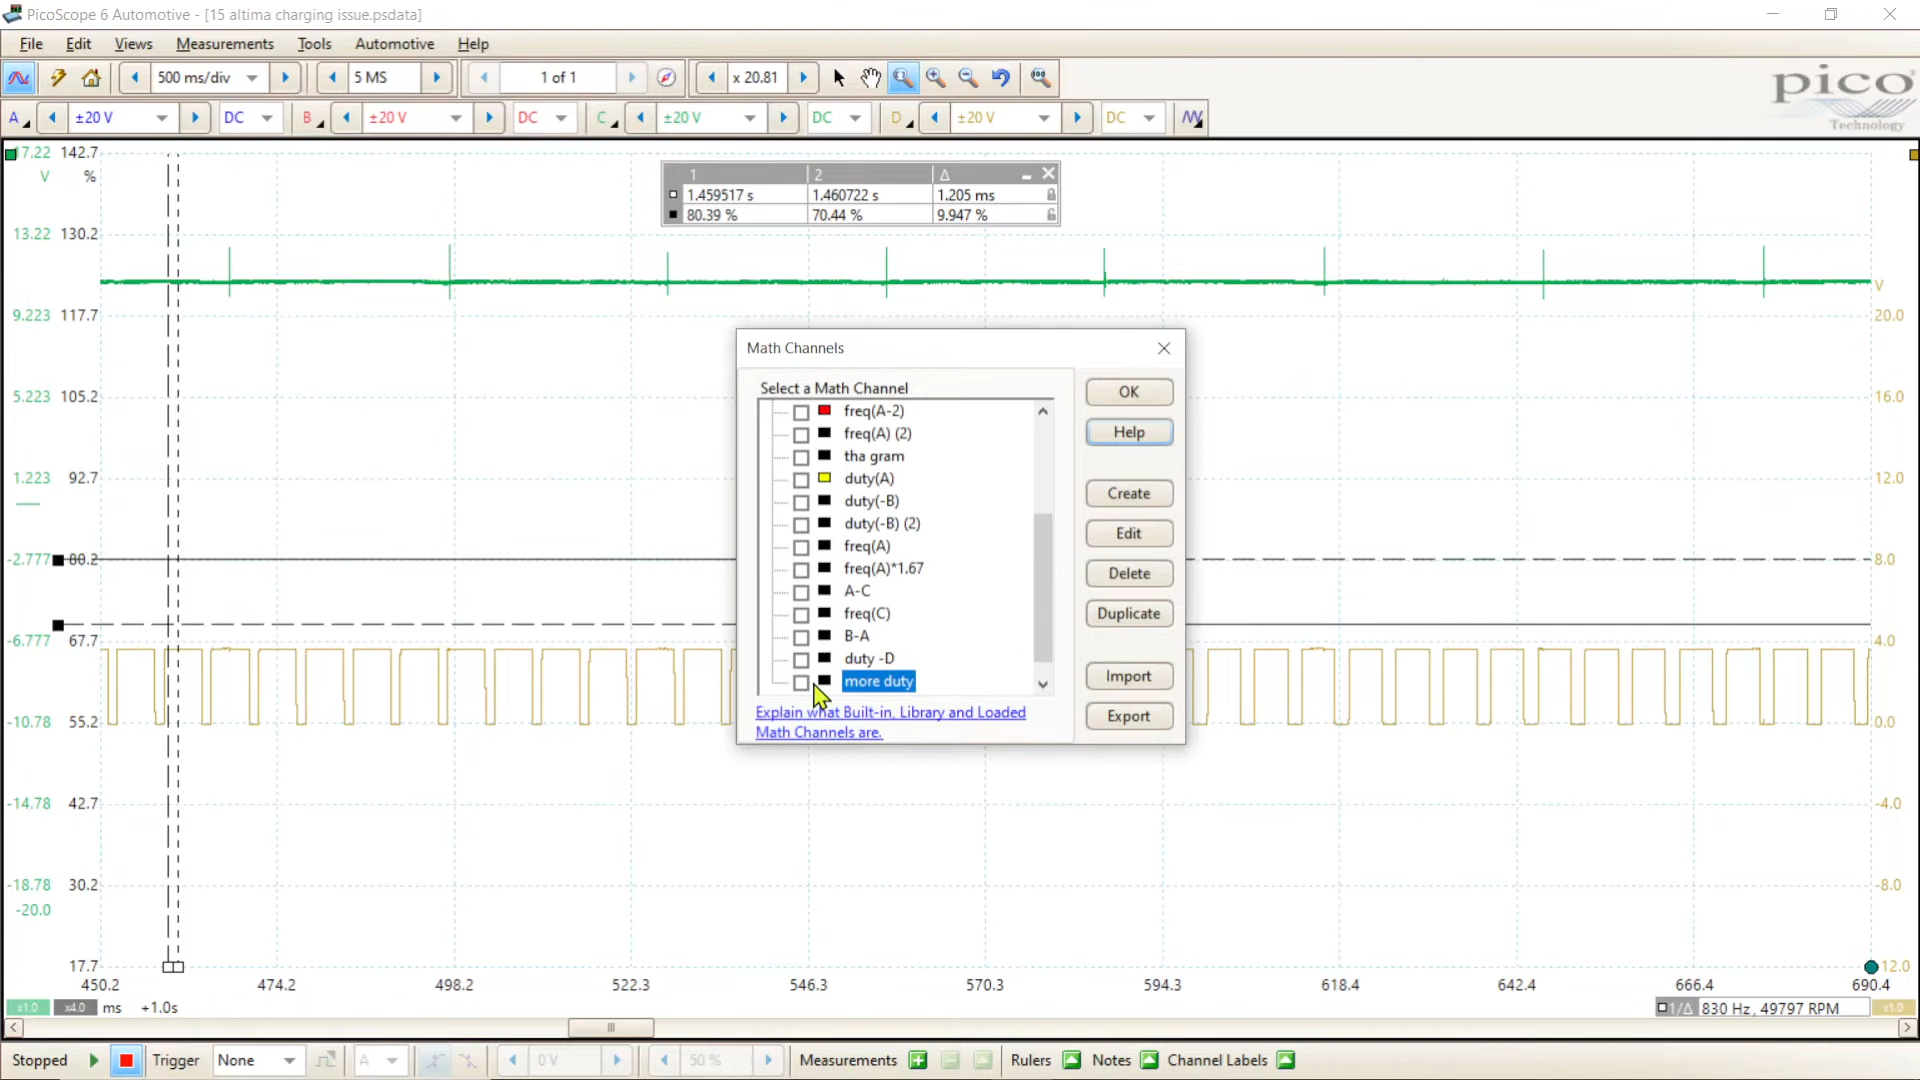 PicoScope 6 Automotive - [15 altima charging issue.psdata]
File Edit Views Measurements Tools Automotive Help
500 ms/div 5 MS 1 of 1 x 20.81
pico
Technology
A ±20 V DC B ±20 V DC C ±20 V DC D ±20 V DC
17.22 142.7
V %
1 2 Δ
1.459517 s 1.460722 s 1.205 ms
80.39 % 70.44 % 9.947 %
13.22 130.2
V
9.223 117.7 20.0
Math Channels
Select a Math Channel
OK
5.223 105.2 16.0
freq(A-2)
freq(A) (2)
Help
tha gram
1.223 92.7 duty(A) 12.0
Create
duty(-B)
duty(-B) (2)
Edit
freq(A)
-2.777 80.2 8.0
freq(A)*1.67
Delete
A-C
freq(C)
Duplicate
B-A
-6.777 67.7 4.0
duty -D
more duty
Import
Explain what Built-in, Library and Loaded
Math Channels are.
Export
-10.78 55.2 0.0
-14.78 42.7 -4.0
-18.78 30.2 -8.0
-20.0
17.7 12.0
450.2 474.2 498.2 522.3 546.3 570.3 594.3 618.4 642.4 666.4 690.4
x1.0 x4.0 ms +1.0s 1/Δ 830 Hz, 49797 RPM x1.0
Stopped Trigger None A 0 V 50 % Measurements Rulers Notes Channel Labels